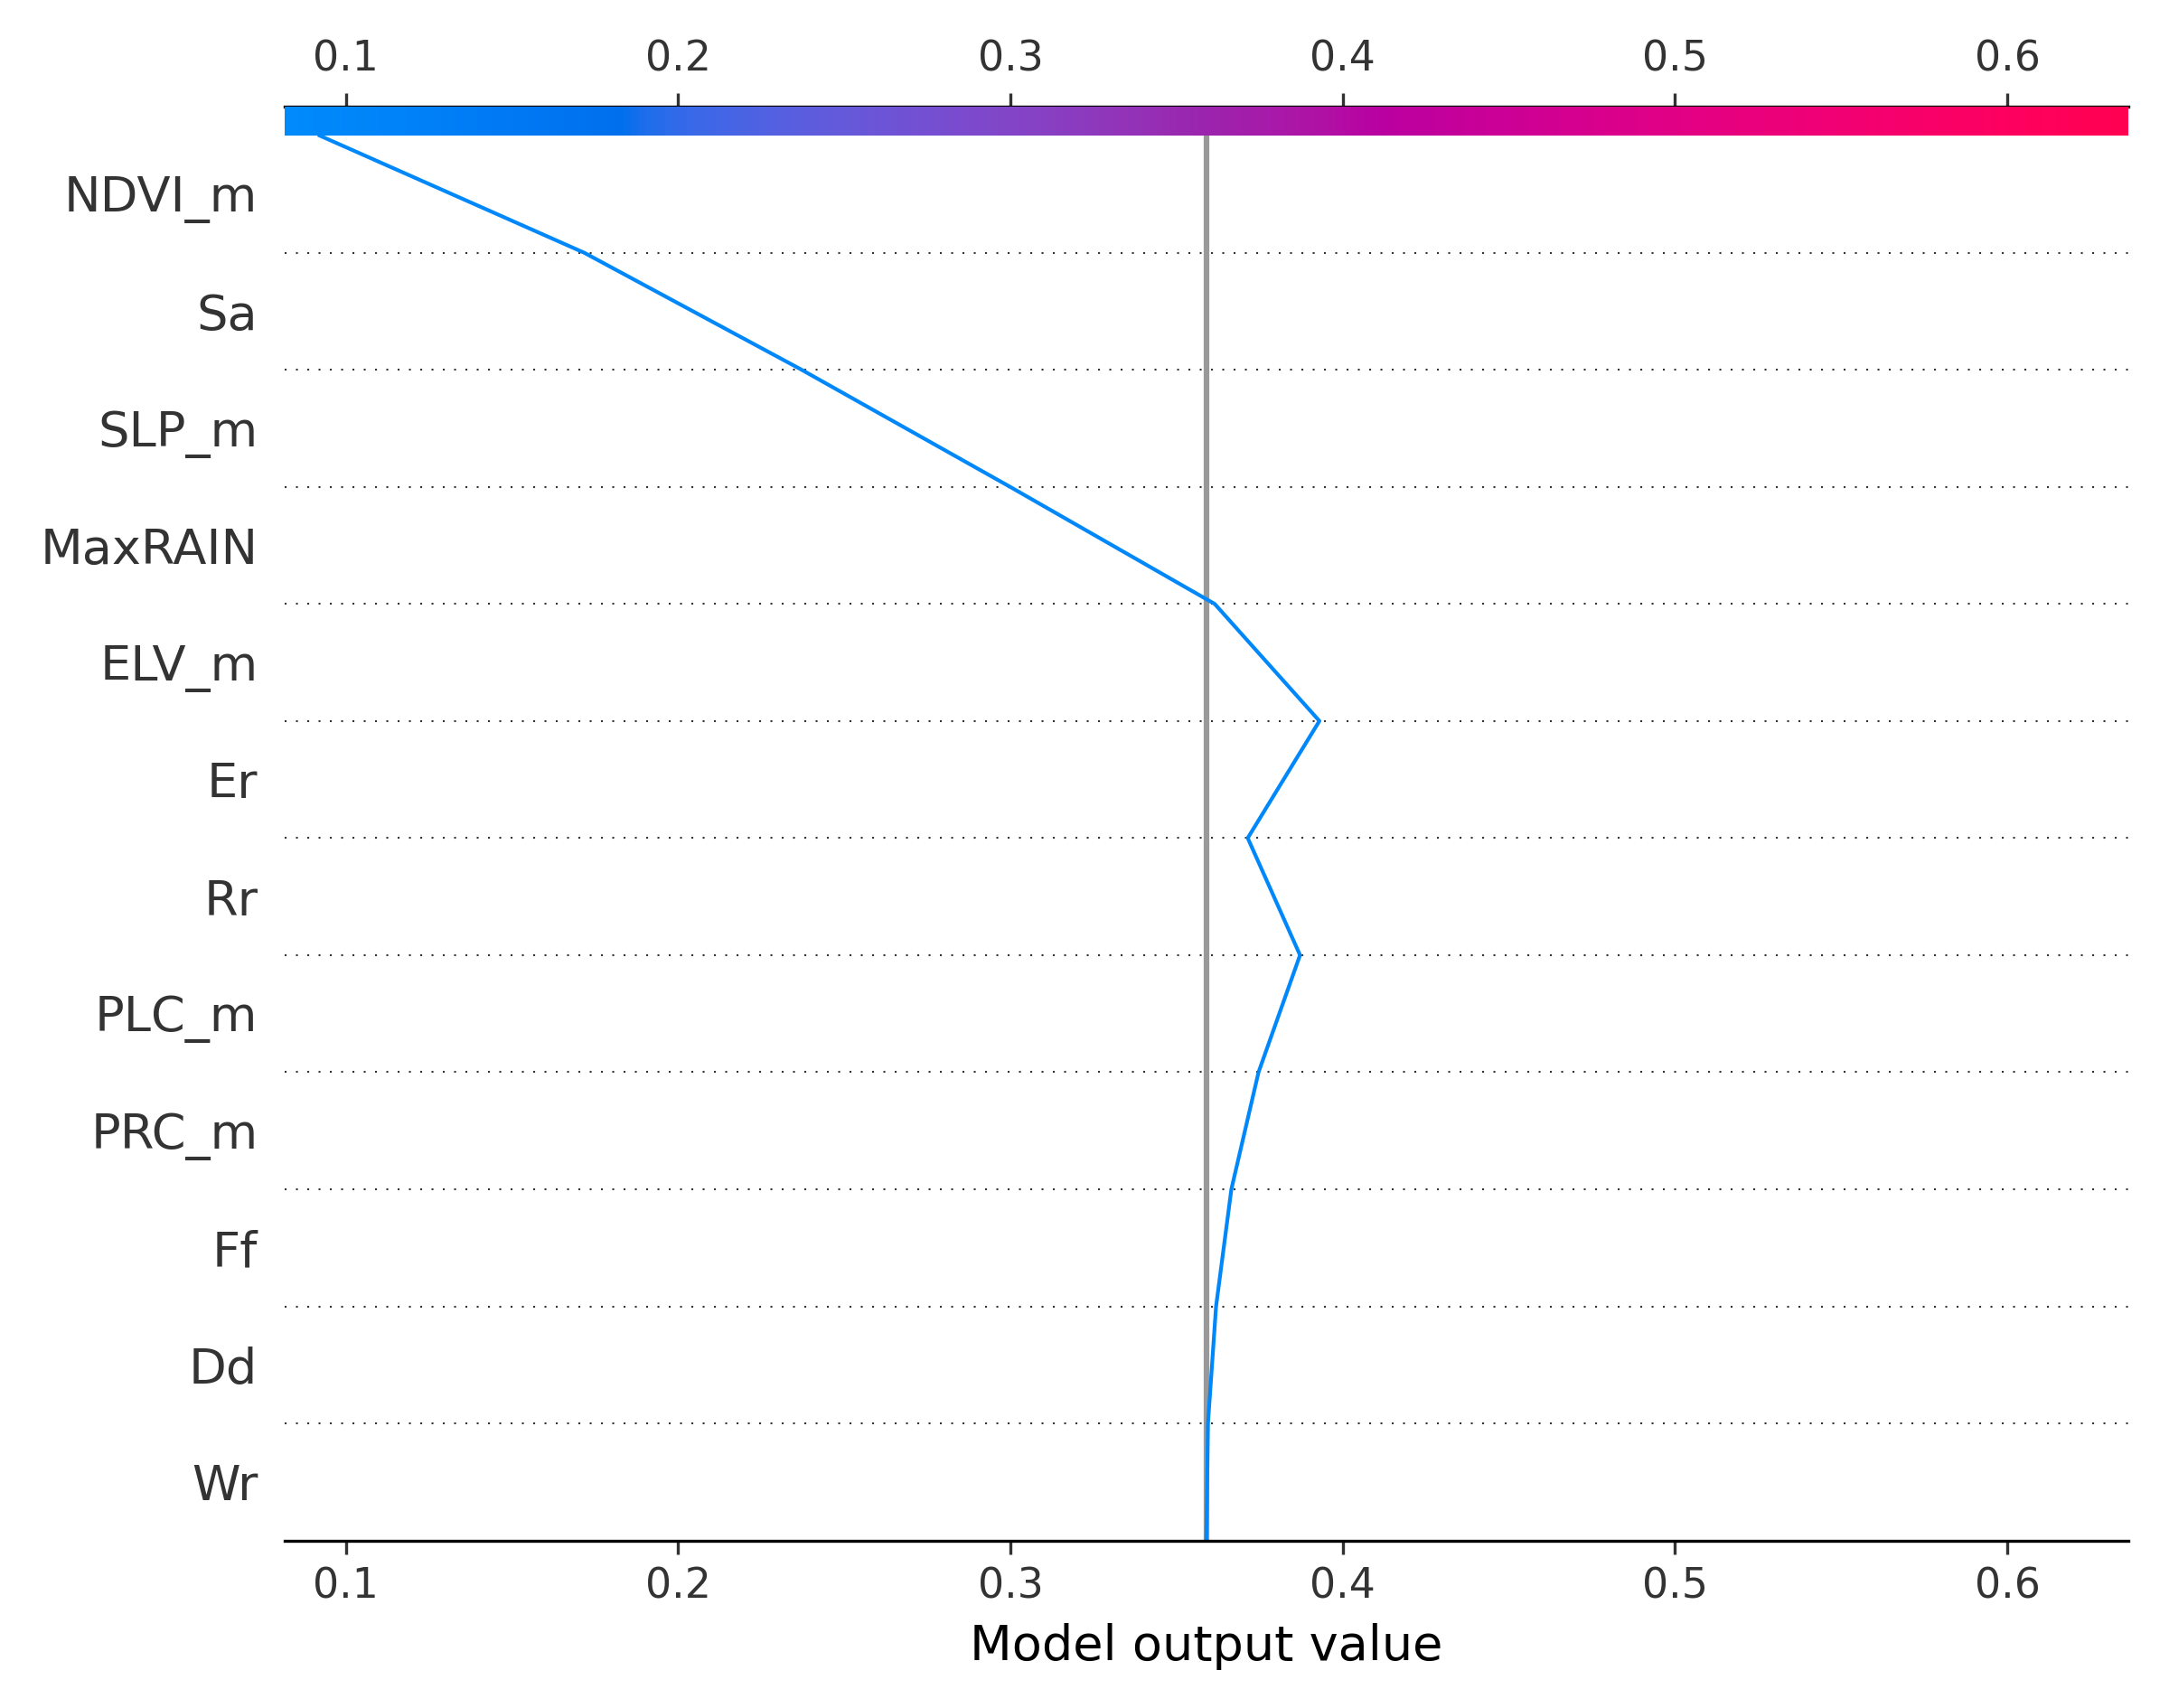 0.1 0.2 0.3 0.4 0.5 0.6
NDVI_m
Sa
SLP_m
MaxRAIN
ELV_m
Er
Rr
PLC_m
PRC_m
Ff
Dd
Wr
0.1 0.2 0.3 0.4 0.5 0.6
Model output value